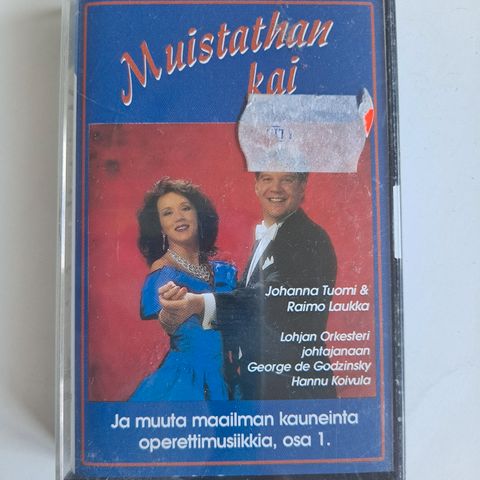 Muistathan
kai
Johanna Tuomi &
Raimo Laukka
Lohjan Orkesteri
johtajanaan
George de Godzinsky
Hannu Koivula
Ja muuta maailman kauneinta
operettimusiikkia, osa 1.